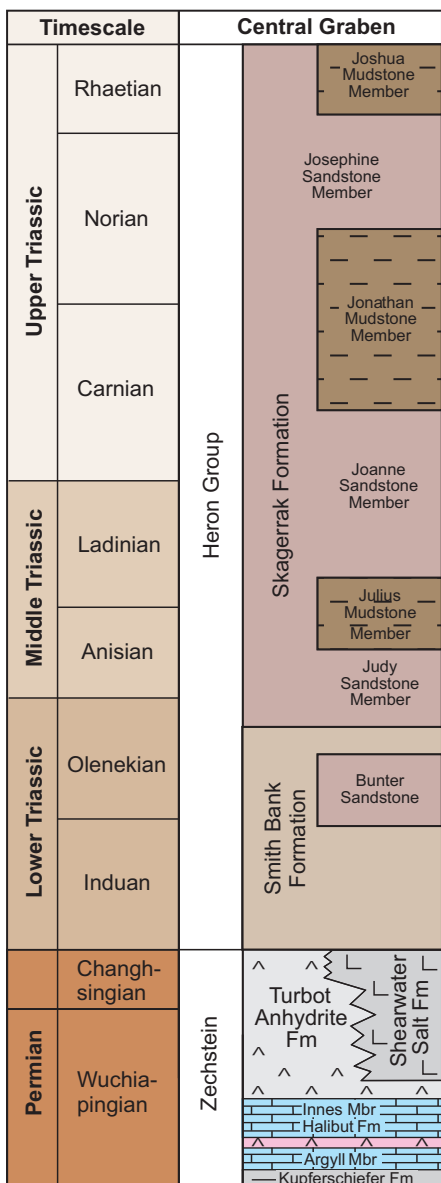 Timescale
Central Graben
Upper Triassic
Rhaetian
Norian
Carnian
Middle Triassic
Ladinian
Anisian
Lower Triassic
Olenekian
Induan
Permian
Changh-
singian
Wuchia-
pingian
Heron Group
Zechstein
Skagerrak Formation
Joshua
Mudstone
Member
Josephine
Sandstone
Member
Jonathan
Mudstone
Member
Joanne
Sandstone
Member
Julius
Mudstone
Member
Judy
Sandstone
Member
Smith Bank
Formation
Bunter
Sandstone
Turbot
Anhydrite
Fm
Shearwater
Salt Fm
Innes Mbr
Halibut Fm
Argyll Mbr
Kupferschiefer Fm